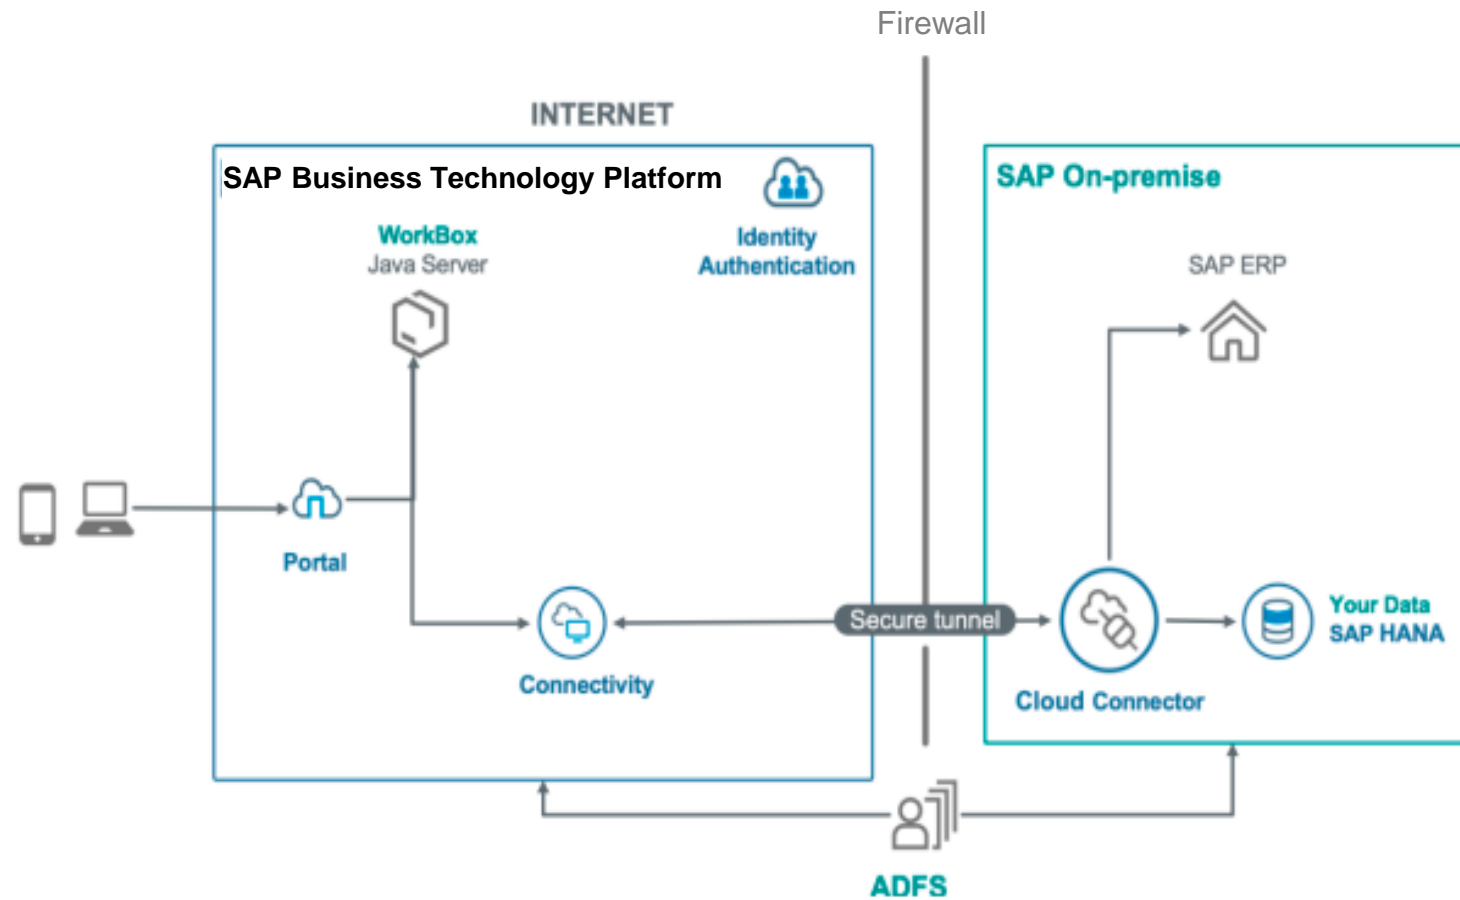 Firewall
INTERNET
SAP Business Technology Platform
SAP On-premise
WorkBox
Java Server
Identity
Authentication
SAP ERP
Portal
Secure tunnel
Your Data
SAP HANA
Connectivity
Cloud Connector
ADFS